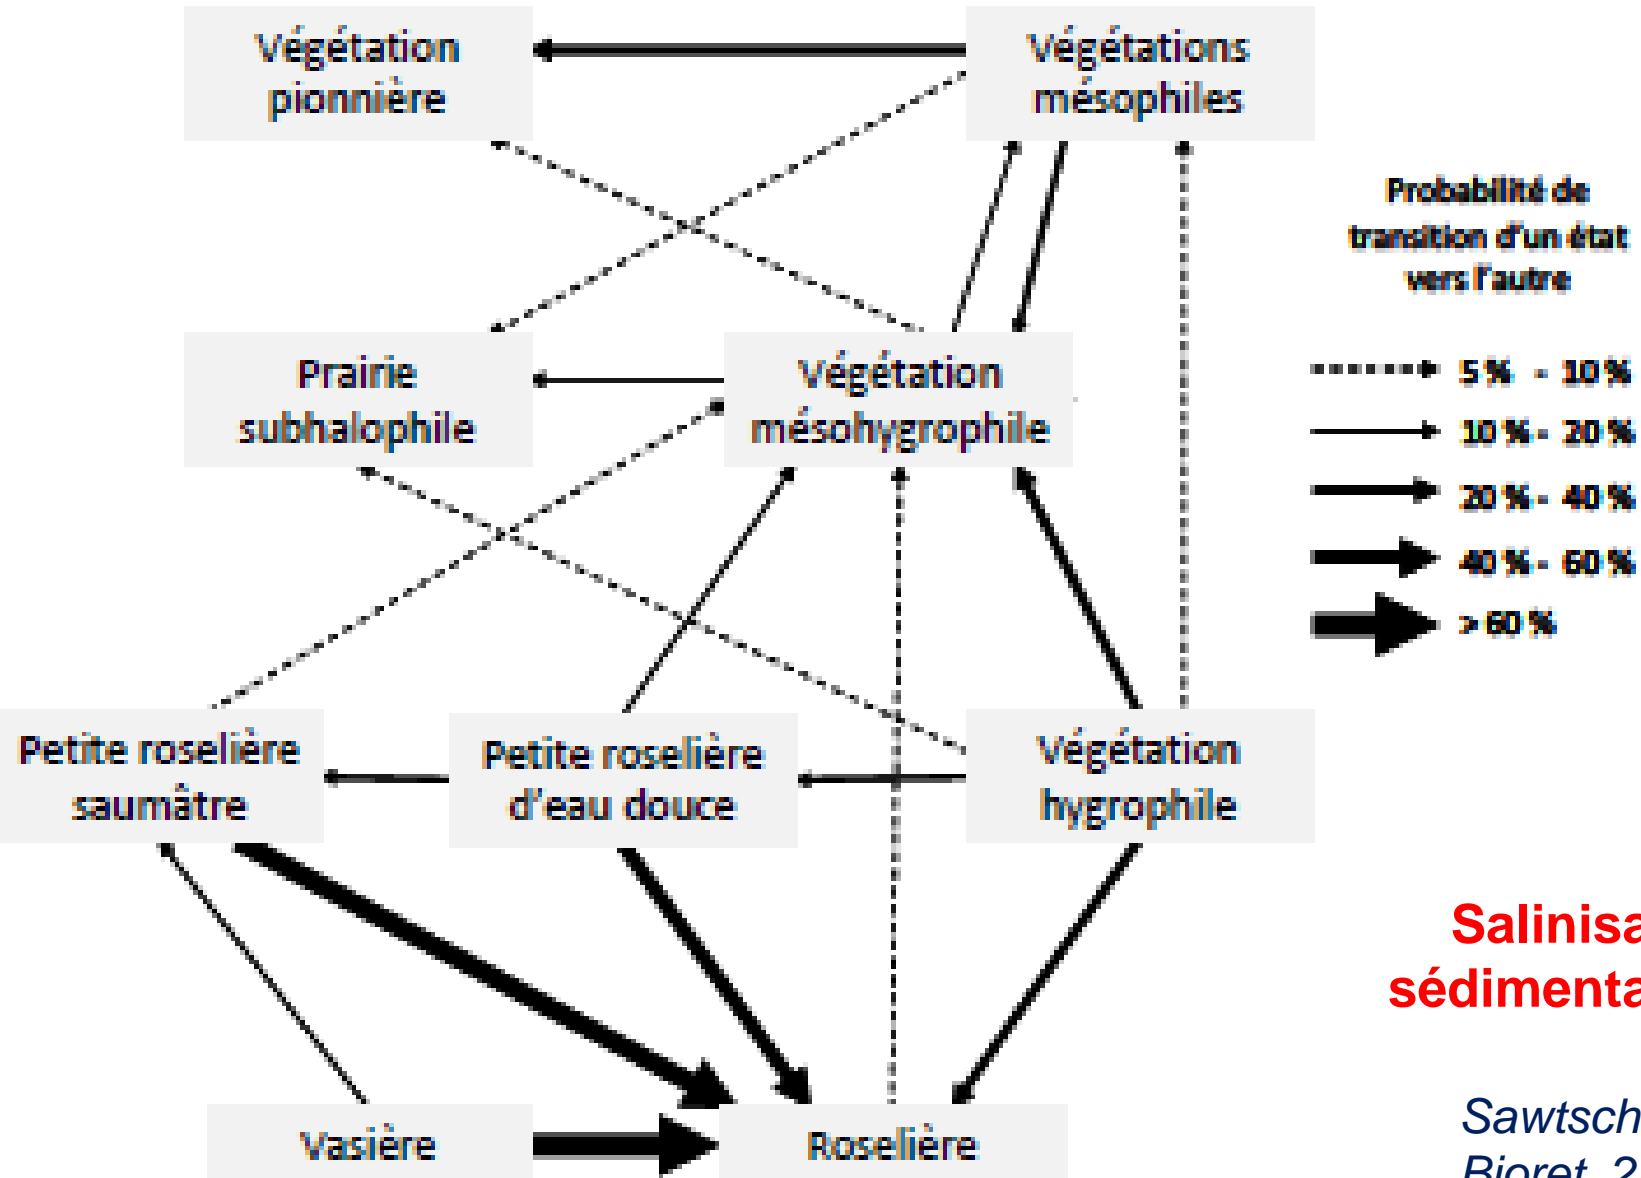 Végétation
pionnière
Végétations
mésophiles
Probabilité de
transition d'un état
vers l'autre
5 % - 10 %
10 % - 20 %
20 % - 40 %
40 % - 60 %
> 60 %
Prairie
subhalophile
Végétation
mésohygrophile
Petite roselière
saumâtre
Petite roselière
d'eau douce
Végétation
hygrophile
Vasière
Roselière
Salinisa
sédimenta
Sawtsch
Bioret, 2